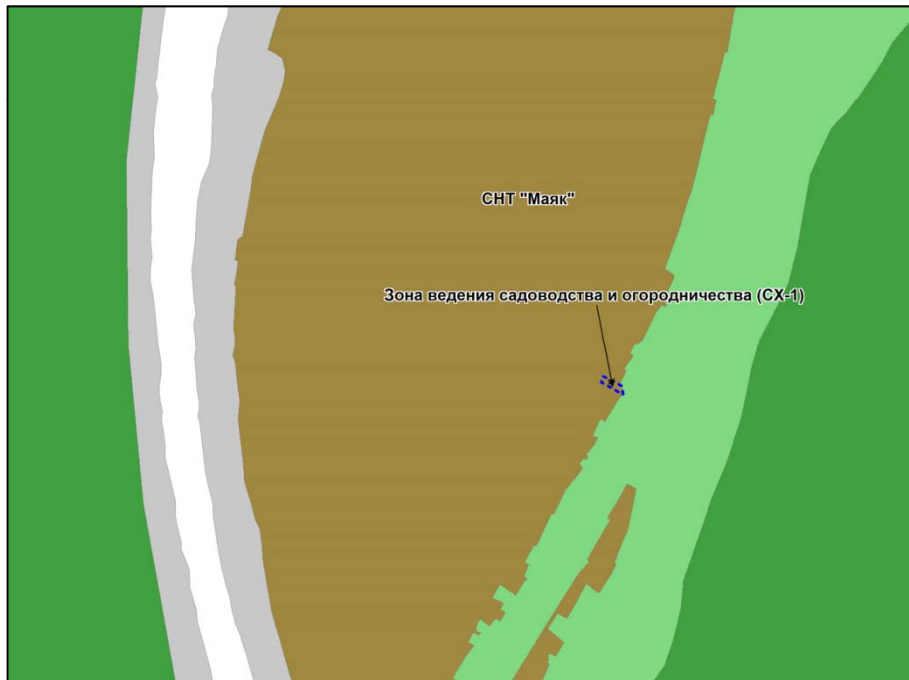 СНТ "Маяк"
Зона ведения садоводства и огородничества (СХ-1)